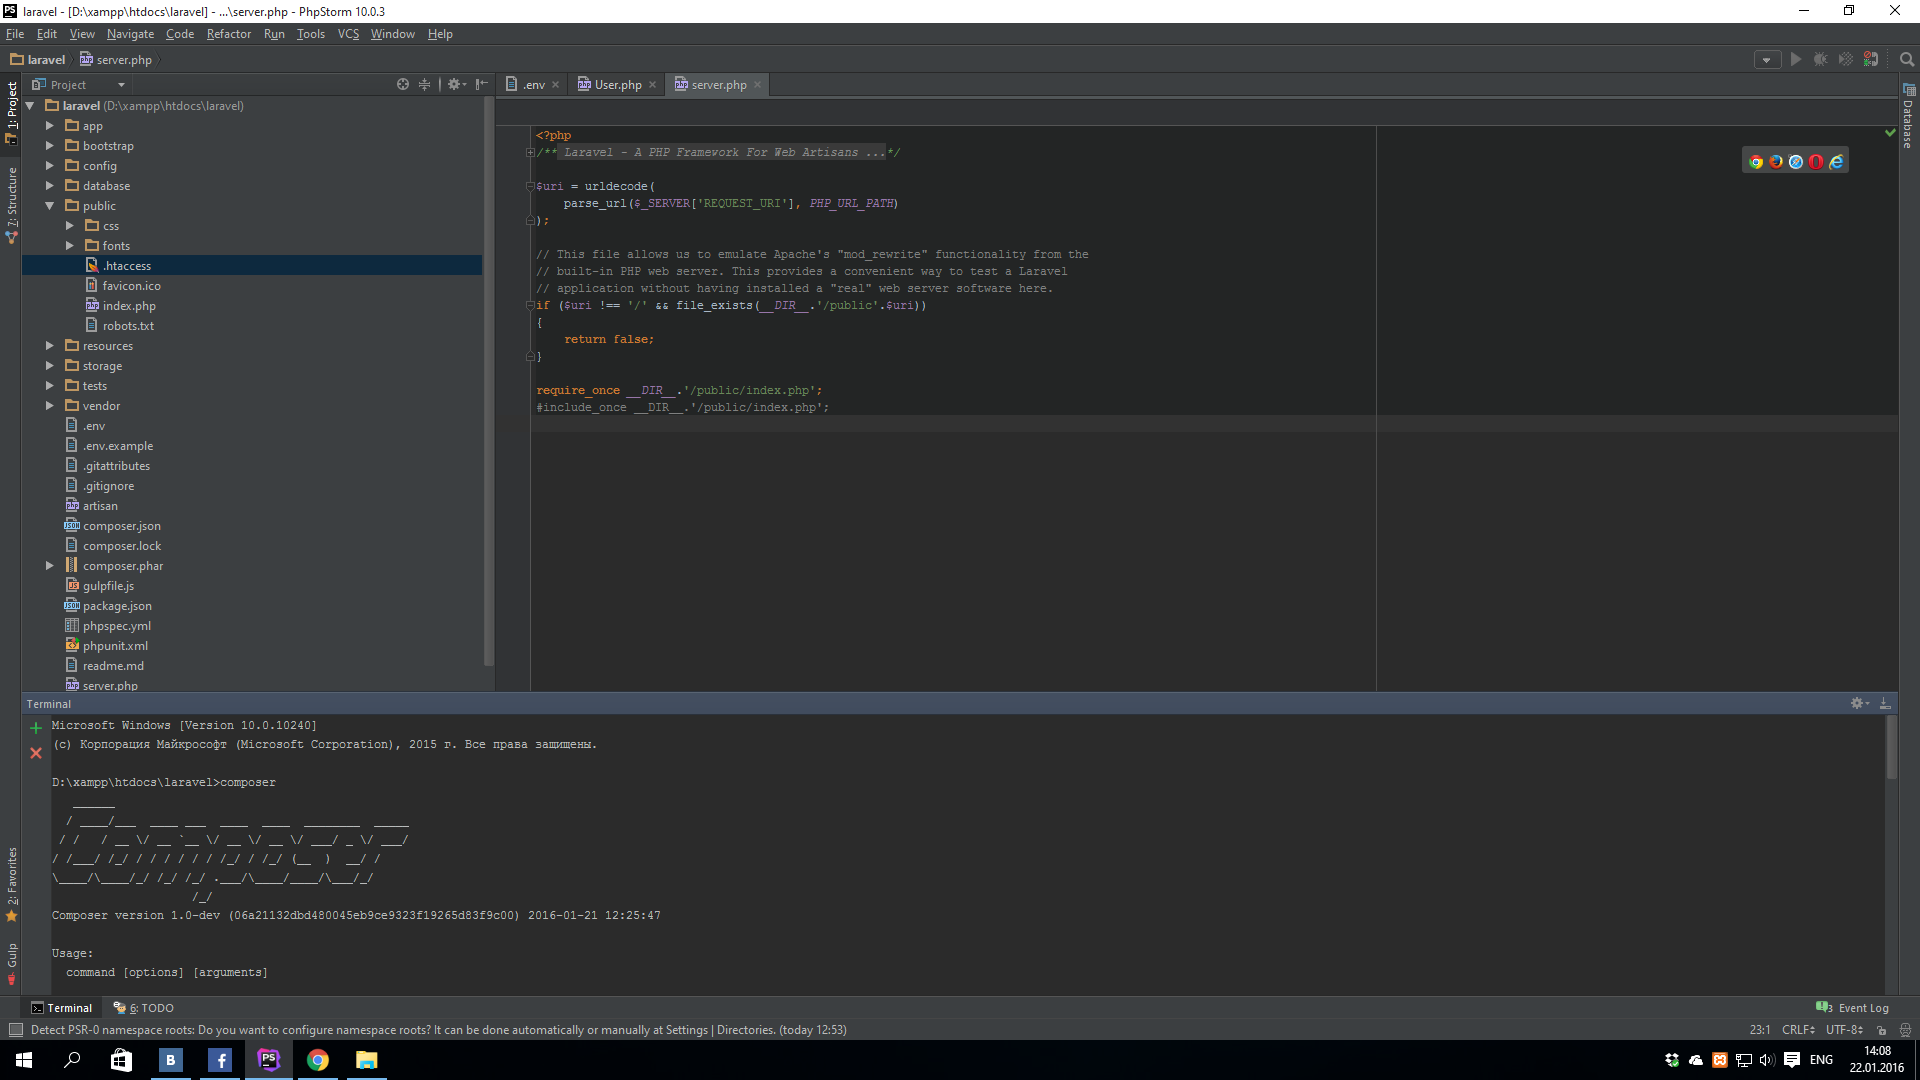 laravel - [D:\xampp\htdocs\laravel] - ...\server.php - PhpStorm 10.0.3
File Edit View Navigate Code Refactor Run Tools VCS Window Help
laravel server.php
Project
.env User.php server.php
1: Project
7: Structure
2: Favorites
Gulp
Database
laravel (D:\xampp\htdocs\laravel)
app
bootstrap
config
database
public
css
fonts
.htaccess
favicon.ico
index.php
robots.txt
resources
storage
tests
vendor
.env
.env.example
.gitattributes
.gitignore
artisan
composer.json
composer.lock
composer.phar
gulpfile.js
package.json
phpspec.yml
phpunit.xml
readme.md
server.php
<?php
/** Laravel - A PHP Framework For Web Artisans ...*/
$uri = urldecode(
    parse_url($_SERVER['REQUEST_URI'], PHP_URL_PATH)
);
// This file allows us to emulate Apache's "mod_rewrite" functionality from the
// built-in PHP web server. This provides a convenient way to test a Laravel
// application without having installed a "real" web server software here.
if ($uri !== '/' && file_exists(__DIR__.'/public'.$uri))
{
    return false;
}
require_once __DIR__.'/public/index.php';
#include_once __DIR__.'/public/index.php';
Terminal
Microsoft Windows [Version 10.0.10240]
(c) Корпорация Майкрософт (Microsoft Corporation), 2015 г. Все права защищены.
D:\xampp\htdocs\laravel>composer
Composer
Composer version 1.0-dev (06a21132dbd480045eb9ce9323f19265d83f9c00) 2016-01-21 12:25:47
Usage:
  command [options] [arguments]
Terminal 6: TODO
3 Event Log
Detect PSR-0 namespace roots: Do you want to configure namespace roots? It can be done automatically or manually at Settings | Directories. (today 12:53)
23:1 CRLF UTF-8
ENG
14:08
22.01.2016